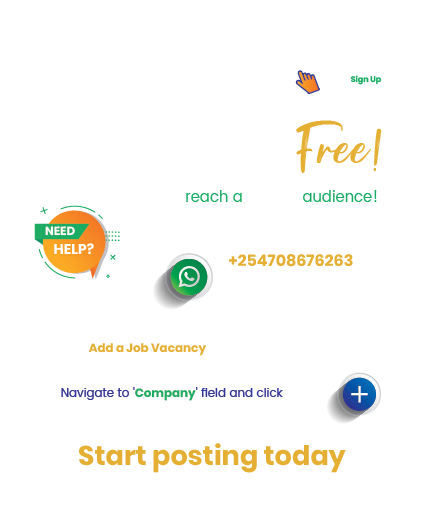 Sign Up
Free!
reach a audience!
NEED
HELP?
+254708676263
Add a Job Vacancy
Navigate to 'Company' field and click
Start posting today